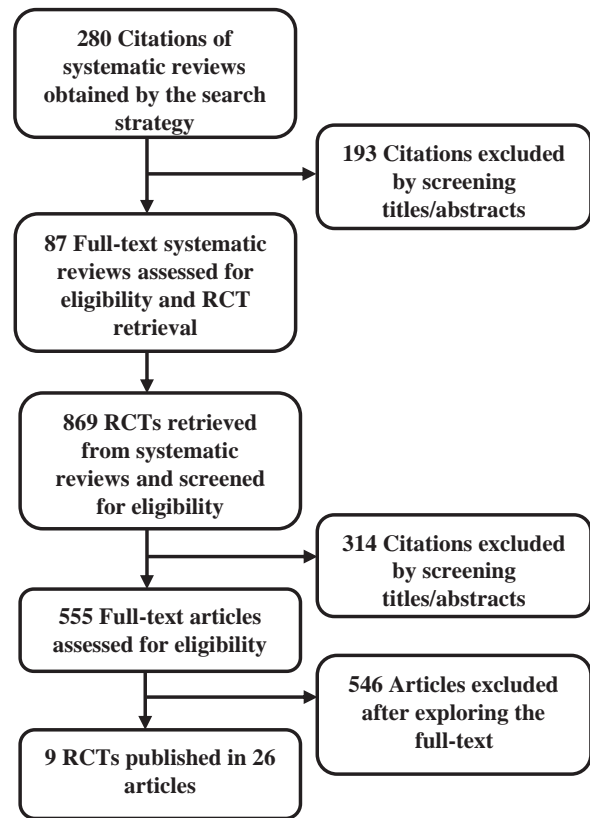 280 Citations of
systematic reviews
obtained by the search
strategy
193 Citations excluded
by screening
titles/abstracts
87 Full-text systematic
reviews assessed for
eligibility and RCT
retrieval
869 RCTs retrieved
from systematic
reviews and screened
for eligibility
314 Citations excluded
by screening
titles/abstracts
555 Full-text articles
assessed for eligibility
546 Articles excluded
after exploring the
full-text
9 RCTs published in 26
articles